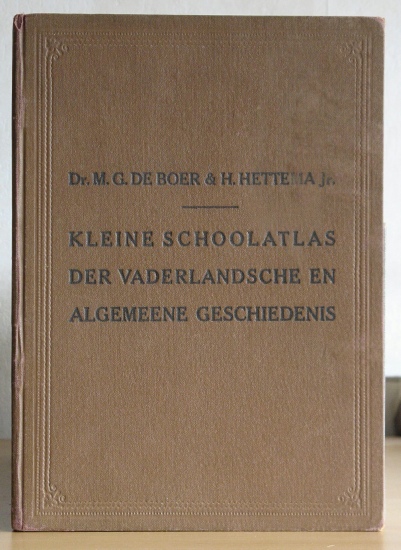 Dr. M. G. DE BOER & H. HETTEMA Jr.
KLEINE SCHOOLATLAS
DER VADERLANDSCHE EN
ALGEMEENE GESCHIEDENIS